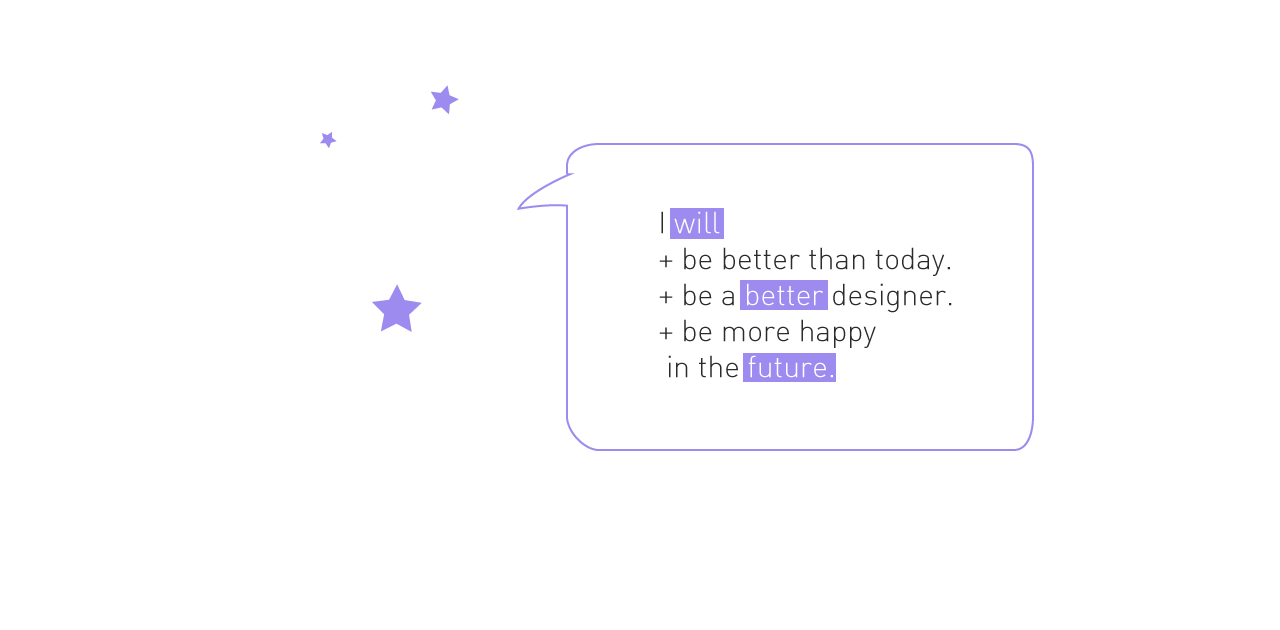 I will
+ be better than today.
+ be a better designer.
+ be more happy
in the future.